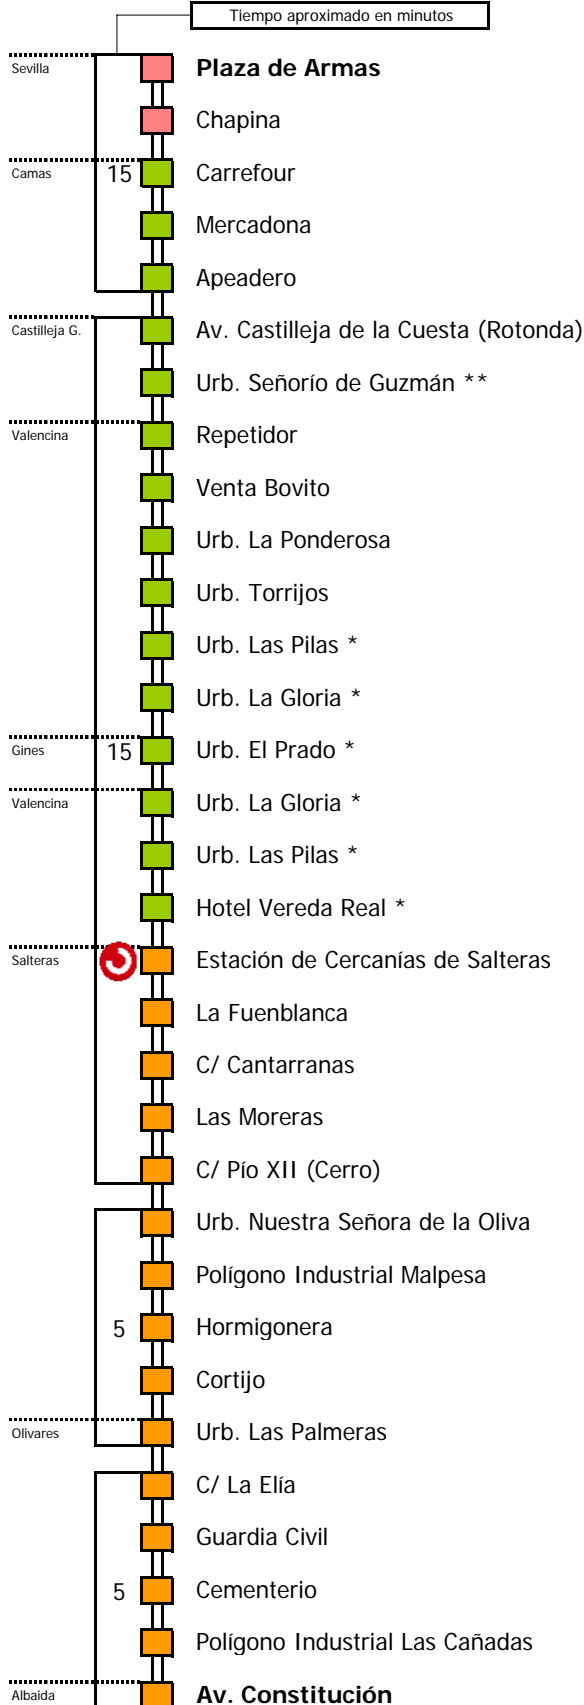 Tiempo aproximado en minutos
Sevilla
Plaza de Armas
Chapina
Camas
15
Carrefour
Mercadona
Apeadero
Castilleja G.
Av. Castilleja de la Cuesta (Rotonda)
Urb. Señorío de Guzmán **
Valencina
Repetidor
Venta Bovito
Urb. La Ponderosa
Urb. Torrijos
Urb. Las Pilas *
Urb. La Gloria *
Gines
15
Urb. El Prado *
Valencina
Urb. La Gloria *
Urb. Las Pilas *
Hotel Vereda Real *
Salteras
Estación de Cercanías de Salteras
La Fuenblanca
C/ Cantarranas
Las Moreras
C/ Pío XII (Cerro)
Urb. Nuestra Señora de la Oliva
Polígono Industrial Malpesa
5
Hormigonera
Cortijo
Olivares
Urb. Las Palmeras
C/ La Elía
Guardia Civil
5
Cementerio
Polígono Industrial Las Cañadas
Albaida
Av. Constitución